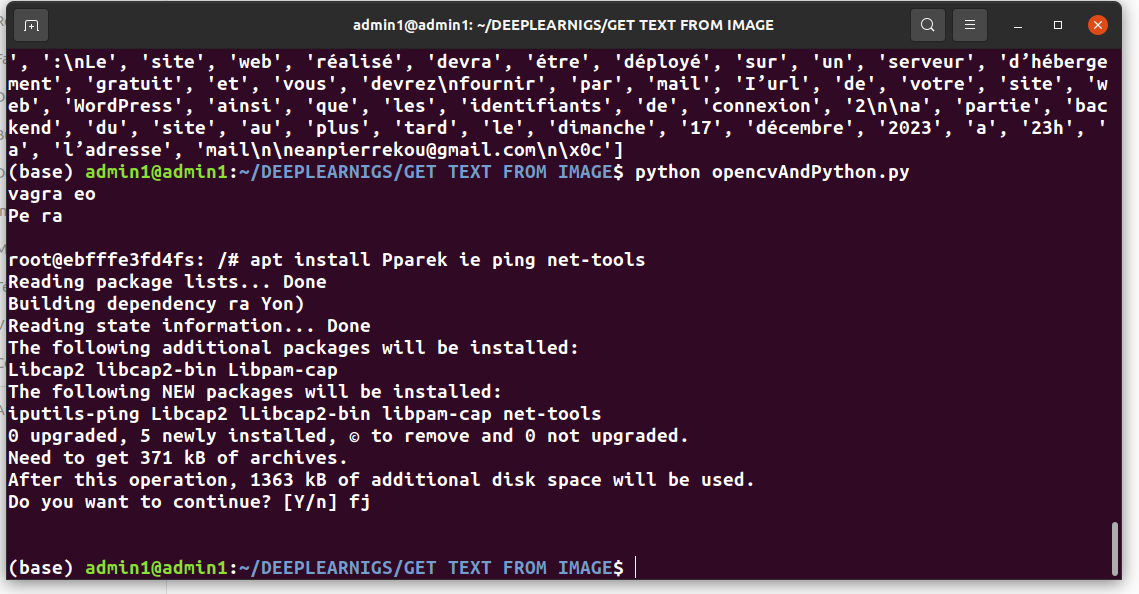 admin1@admin1: ~/DEEPLEARNIGS/GET TEXT FROM IMAGE
', ':\nLe', 'site', 'web', 'réalisé', 'devra', 'étre', 'déployé', 'sur', 'un', 'serveur', 'd’héberge
ment', 'gratuit', 'et', 'vous', 'devrez\nfournir', 'par', 'mail', 'I’url', 'de', 'votre', 'site', 'w
eb', 'WordPress', 'ainsi', 'que', 'les', 'identifiants', 'de', 'connexion', '2\n\na', 'partie', 'bac
kend', 'du', 'site', 'au', 'plus', 'tard', 'le', 'dimanche', '17', 'décembre', '2023', 'a', '23h', '
a', 'l’adresse', 'mail\n\neanpierrekou@gmail.com\n\x0c']
(base) admin1@admin1:~/DEEPLEARNIGS/GET TEXT FROM IMAGE$ python opencvAndPython.py
vagra eo
Pe ra
root@ebfffe3fd4fs: /# apt install Pparek ie ping net-tools
Reading package lists... Done
Building dependency ra Yon)
Reading state information... Done
The following additional packages will be installed:
Libcap2 libcap2-bin Libpam-cap
The following NEW packages will be installed:
iputils-ping Libcap2 lLibcap2-bin libpam-cap net-tools
0 upgraded, 5 newly installed, © to remove and 0 not upgraded.
Need to get 371 kB of archives.
After this operation, 1363 kB of additional disk space will be used.
Do you want to continue? [Y/n] fj
(base) admin1@admin1:~/DEEPLEARNIGS/GET TEXT FROM IMAGE$